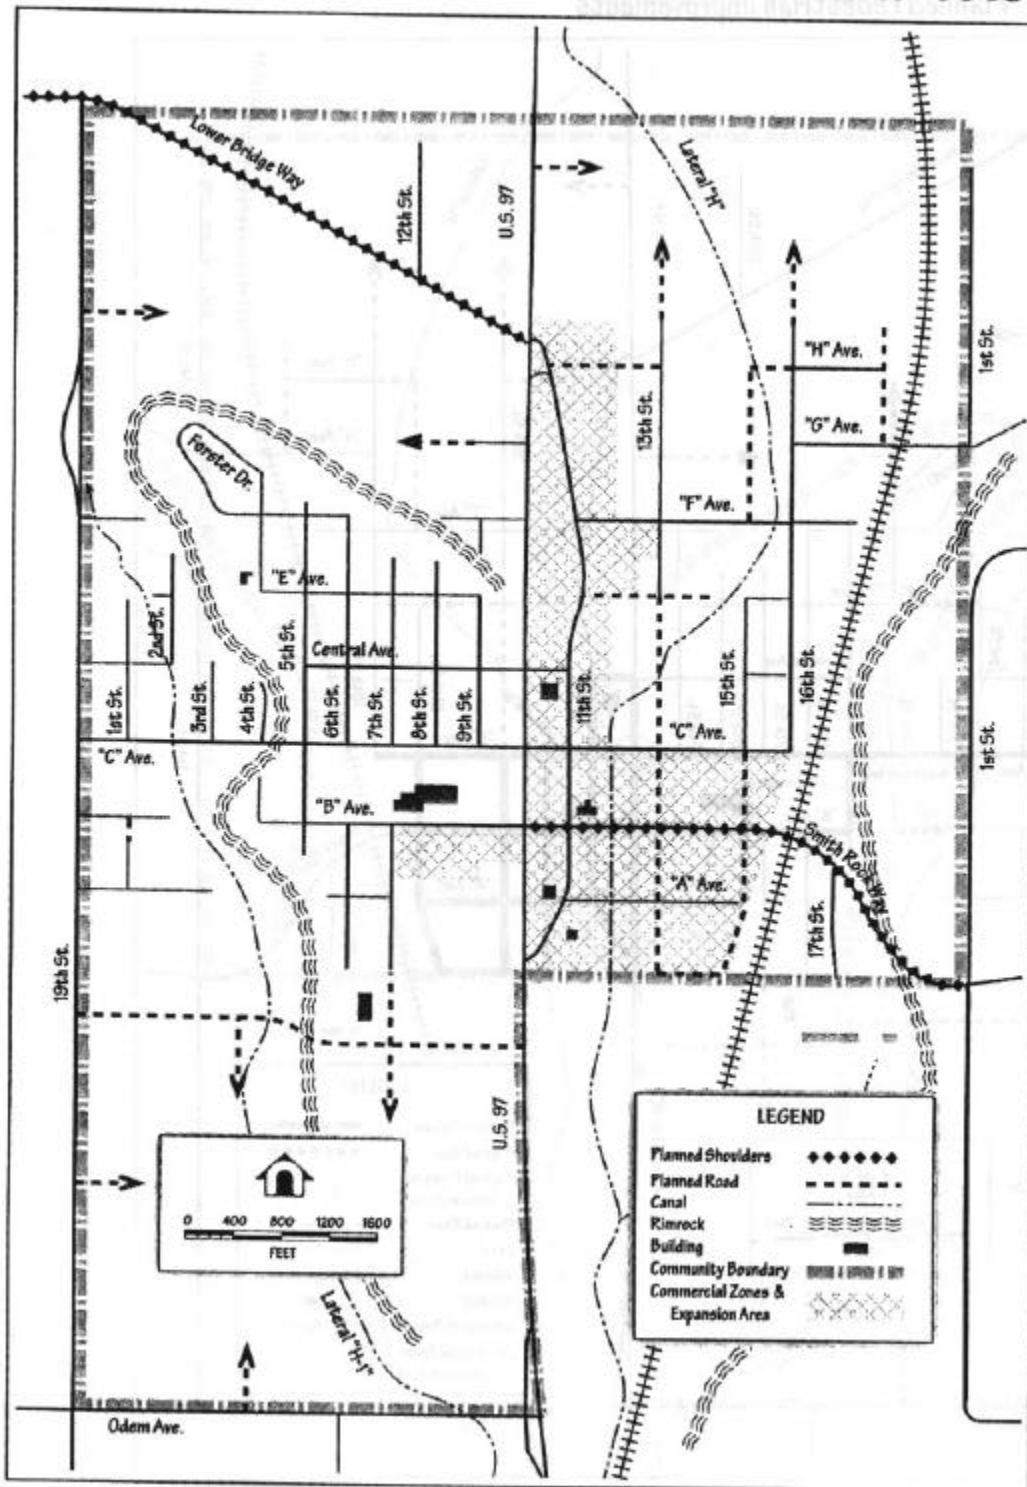 Lower Bridge Way
12th St.
U.S. 97
Lateral "H"
"H" Ave.
1st St.
13th St.
"G" Ave.
Forster Dr.
"F" Ave.
"E" Ave.
2nd St.
5th St.
Central Ave.
1st St.
3rd St.
4th St.
6th St.
7th St.
8th St.
9th St.
11th St.
15th St.
16th St.
"C" Ave.
"C" Ave.
1st St.
"B" Ave.
Smith Rock Way
"A" Ave.
17th St.
19th St.
U.S. 97
LEGEND
Planned Shoulders
Planned Road
Canal
Rimrock
Building
Community Boundary
Commercial Zones &
Expansion Area
0 400 800 1200 1600
FEET
Lateral "H-1"
Odem Ave.